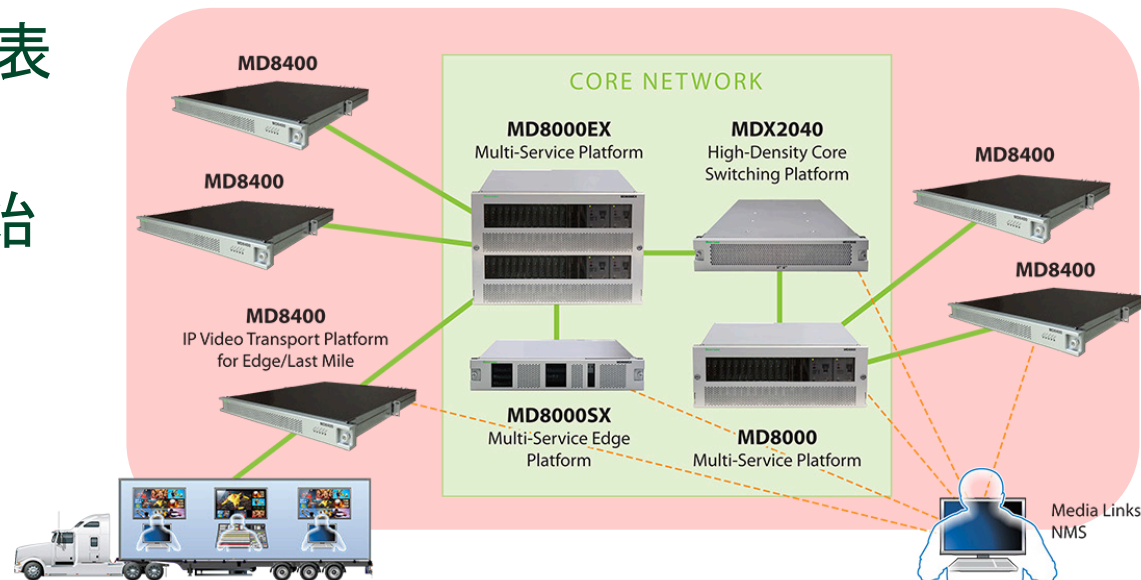 表
始
MD8400
CORE NETWORK
MD8000EX
Multi-Service Platform
MDX2040
High-Density Core
Switching Platform
MD8400
MD8400
MD8400
MD8400
IP Video Transport Platform
for Edge/Last Mile
MD8000SX
Multi-Service Edge
Platform
MD8000
Multi-Service Platform
Media Links
NMS